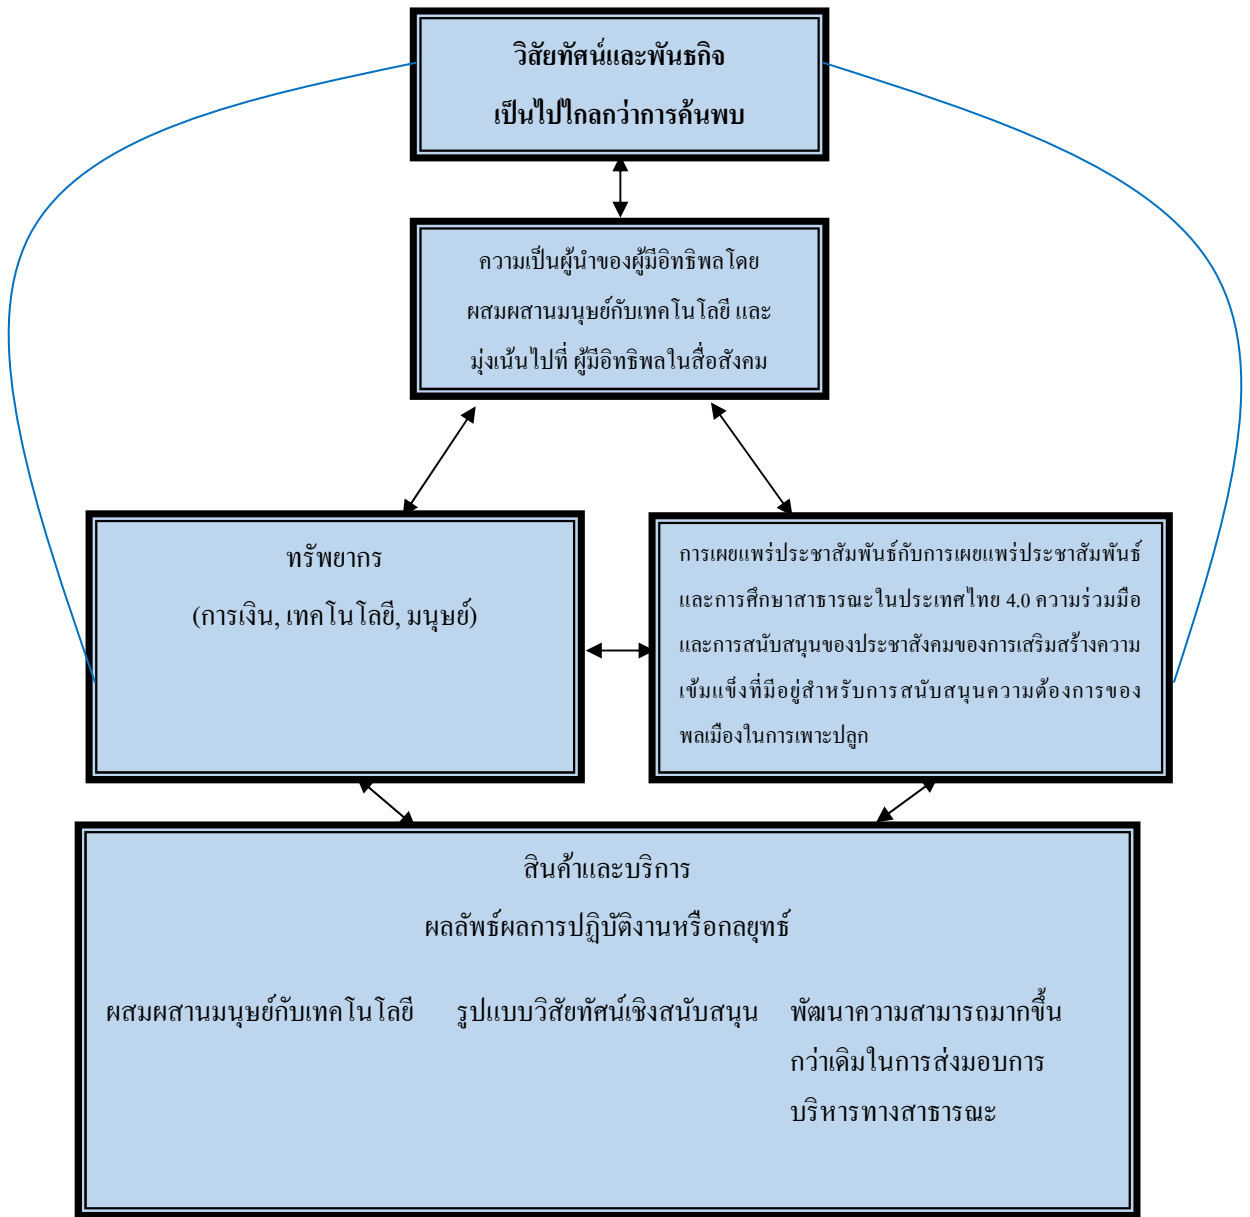 วิสัยทัศน์และพันธกิจ
เป็นไปไกลกว่าการค้นพบ
ความเป็นผู้นำของผู้มีอิทธิพลโดย
ผสมผสานมนุษย์กับเทคโนโลยี และ
มุ่งเน้นไปที่ ผู้มีอิทธิพลในสื่อสังคม
ทรัพยากร
(การเงิน, เทคโนโลยี, มนุษย์)
การเผยแพร่ประชาสัมพันธ์กับการเผยแพร่ประชาสัมพันธ์
และการศึกษาสาธารณะในประเทศไทย 4.0 ความร่วมมือ
และการสนับสนุนของประชาสังคมของการเสริมสร้างความ
เข้มแข็งที่มีอยู่สำหรับการสนับสนุนความต้องการของ
พลเมืองในการเพาะปลูก
สินค้าและบริการ
ผลลัพธ์ผลการปฏิบัติงานหรือกลยุทธ์
ผสมผสานมนุษย์กับเทคโนโลยี
รูปแบบวิสัยทัศน์เชิงสนับสนุน
พัฒนาความสามารถมากขึ้น
กว่าเดิมในการส่งมอบการ
บริหารทางสาธารณะ